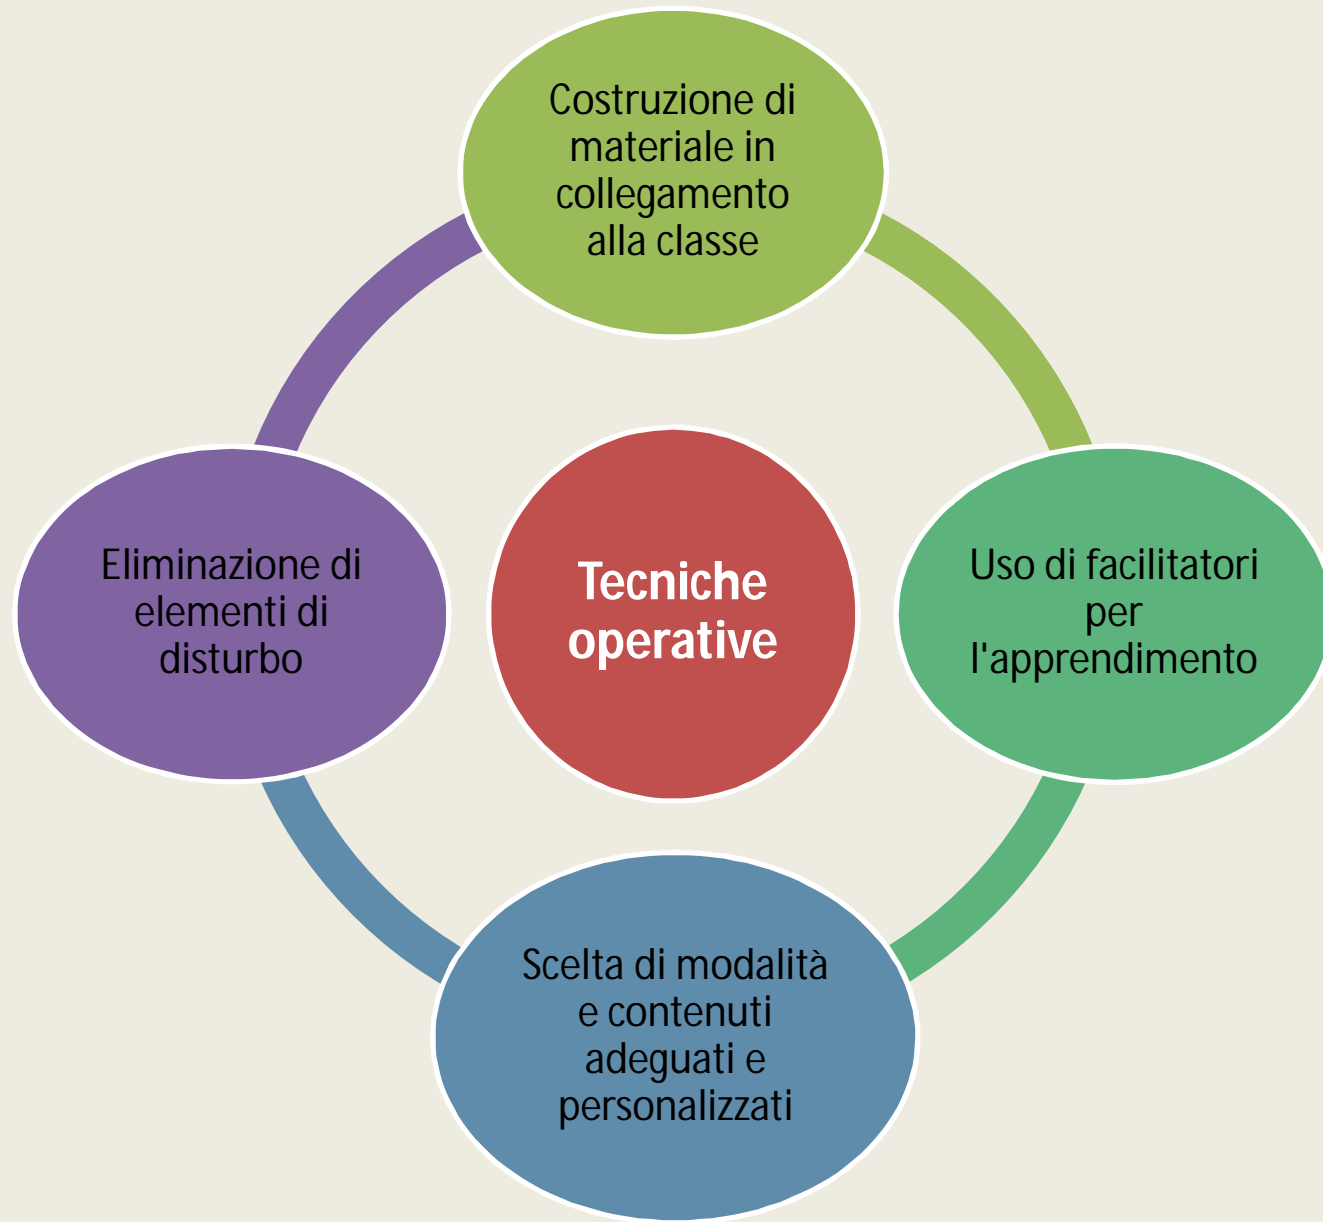 Costruzione di
materiale in
collegamento
alla classe
Eliminazione di
elementi di
disturbo
Tecniche
operative
Uso di facilitatori
per
l'apprendimento
Scelta di modalità
e contenuti
adeguati e
personalizzati